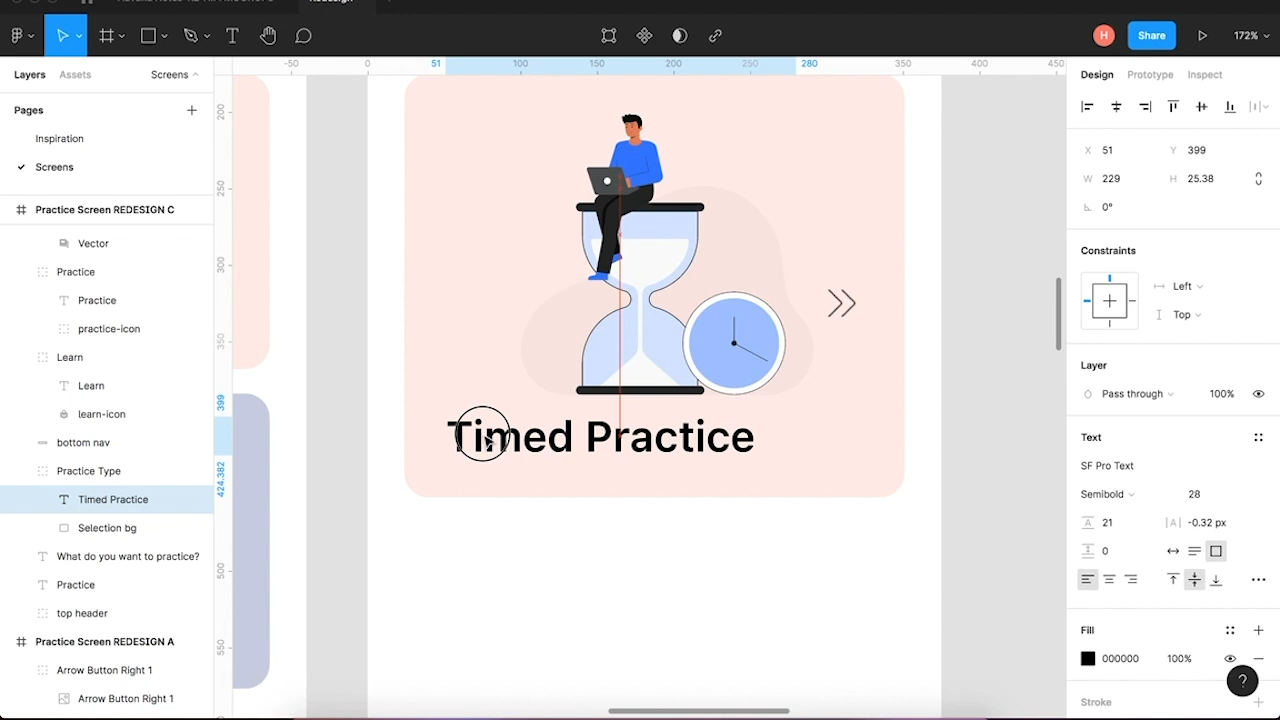 Redesign
H
Share
172%
Layers
Assets
Screens
-50
0
51
100
150
200
250
280
350
400
450
Design
Prototype
Inspect
Pages
Inspiration
Screens
Practice Screen REDESIGN C
Vector
Practice
Practice
practice-icon
Learn
Learn
learn-icon
bottom nav
Practice Type
Timed Practice
Selection bg
What do you want to practice?
Practice
top header
Practice Screen REDESIGN A
Arrow Button Right 1
Arrow Button Right 1
200
250
300
350
399
424.382
500
550
Timed Practice
X 51
Y 399
W 229
H 25.38
0°
Constraints
Left
Top
Layer
Pass through
100%
Text
SF Pro Text
Semibold
28
A 21
|A| -0.32 px
0
Fill
000000
100%
?
Stroke